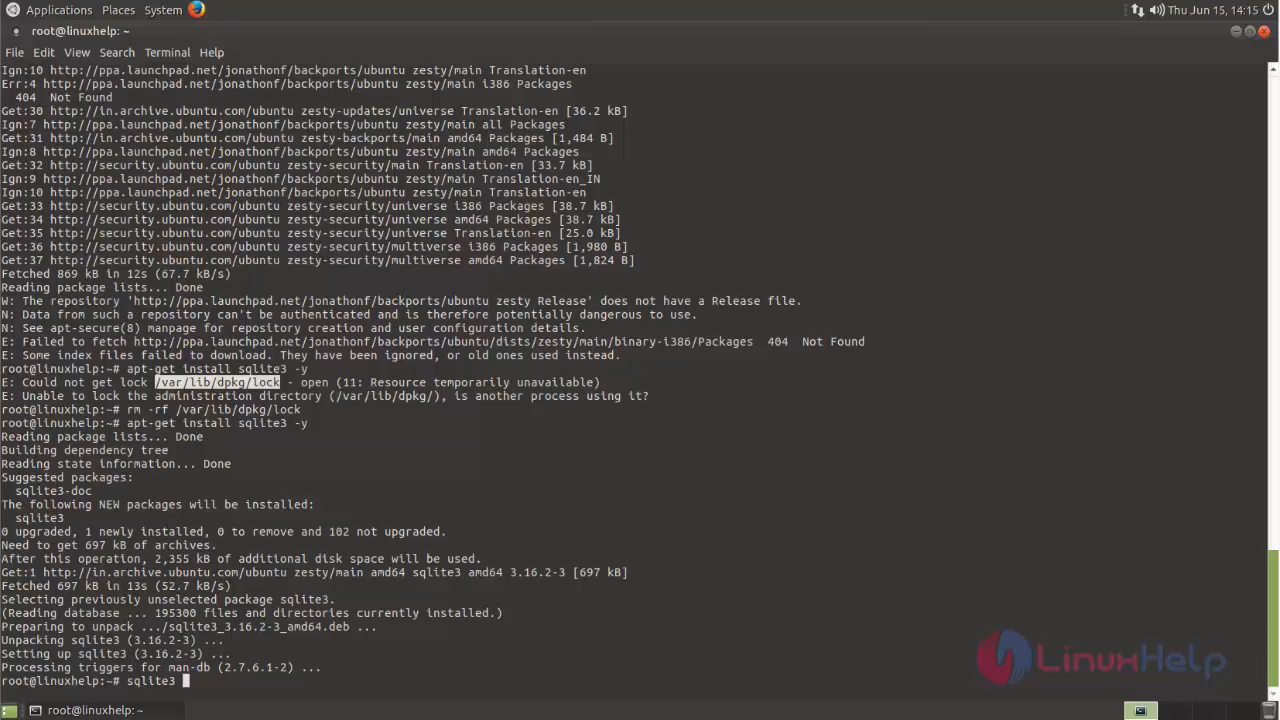 Applications Places System Thu Jun 15, 14:15
root@linuxhelp: ~
File Edit View Search Terminal Help
Ign:10 http://ppa.launchpad.net/jonathonf/backports/ubuntu zesty/main Translation-en
Err:4 http://ppa.launchpad.net/jonathonf/backports/ubuntu zesty/main i386 Packages
404 Not Found
Get:30 http://in.archive.ubuntu.com/ubuntu zesty-updates/universe Translation-en [36.2 kB]
Ign:7 http://ppa.launchpad.net/jonathonf/backports/ubuntu zesty/main all Packages
Get:31 http://in.archive.ubuntu.com/ubuntu zesty-backports/main amd64 Packages [1,484 B]
Ign:8 http://ppa.launchpad.net/jonathonf/backports/ubuntu zesty/main amd64 Packages
Get:32 http://security.ubuntu.com/ubuntu zesty-security/main Translation-en [33.7 kB]
Ign:9 http://ppa.launchpad.net/jonathonf/backports/ubuntu zesty/main Translation-en_IN
Ign:10 http://ppa.launchpad.net/jonathonf/backports/ubuntu zesty/main Translation-en
Get:33 http://security.ubuntu.com/ubuntu zesty-security/universe i386 Packages [38.7 kB]
Get:34 http://security.ubuntu.com/ubuntu zesty-security/universe amd64 Packages [38.7 kB]
Get:35 http://security.ubuntu.com/ubuntu zesty-security/universe Translation-en [25.0 kB]
Get:36 http://security.ubuntu.com/ubuntu zesty-security/multiverse i386 Packages [1,980 B]
Get:37 http://security.ubuntu.com/ubuntu zesty-security/multiverse amd64 Packages [1,824 B]
Fetched 869 kB in 12s (67.7 kB/s)
Reading package lists... Done
W: The repository 'http://ppa.launchpad.net/jonathonf/backports/ubuntu zesty Release' does not have a Release file.
N: Data from such a repository can't be authenticated and is therefore potentially dangerous to use.
N: See apt-secure(8) manpage for repository creation and user configuration details.
E: Failed to fetch http://ppa.launchpad.net/jonathonf/backports/ubuntu/dists/zesty/main/binary-i386/Packages 404 Not Found
E: Some index files failed to download. They have been ignored, or old ones used instead.
root@linuxhelp:~# apt-get install sqlite3 -y
E: Could not get lock /var/lib/dpkg/lock - open (11: Resource temporarily unavailable)
E: Unable to lock the administration directory (/var/lib/dpkg/), is another process using it?
root@linuxhelp:~# rm -rf /var/lib/dpkg/lock
root@linuxhelp:~# apt-get install sqlite3 -y
Reading package lists... Done
Building dependency tree
Reading state information... Done
Suggested packages:
sqlite3-doc
The following NEW packages will be installed:
sqlite3
0 upgraded, 1 newly installed, 0 to remove and 102 not upgraded.
Need to get 697 kB of archives.
After this operation, 2,355 kB of additional disk space will be used.
Get:1 http://in.archive.ubuntu.com/ubuntu zesty/main amd64 sqlite3 amd64 3.16.2-3 [697 kB]
Fetched 697 kB in 13s (52.7 kB/s)
Selecting previously unselected package sqlite3.
(Reading database ... 195300 files and directories currently installed.)
Preparing to unpack .../sqlite3_3.16.2-3_amd64.deb ...
Unpacking sqlite3 (3.16.2-3) ...
Setting up sqlite3 (3.16.2-3) ...
Processing triggers for man-db (2.7.6.1-2) ...
root@linuxhelp:~# sqlite3
LinuxHelp
root@linuxhelp: ~